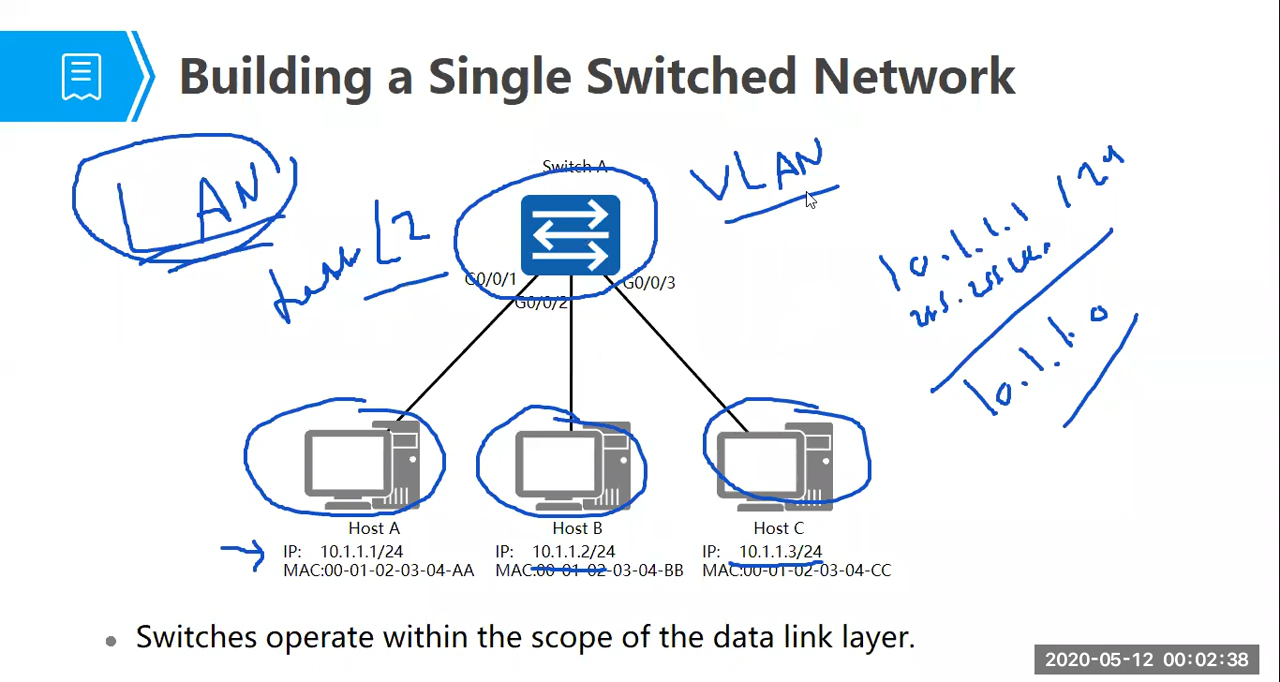 Building a Single Switched Network
LAN
L2
Switch A
VLAN
10.1.1.1 /24
10.1.1.0
G0/0/1
G0/0/2
G0/0/3
Host A
IP: 10.1.1.1/24
MAC:00-01-02-03-04-AA
Host B
IP: 10.1.1.2/24
MAC:00-01-02-03-04-BB
Host C
IP: 10.1.1.3/24
MAC:00-01-02-03-04-CC
Switches operate within the scope of the data link layer.
2020-05-12 00:02:38